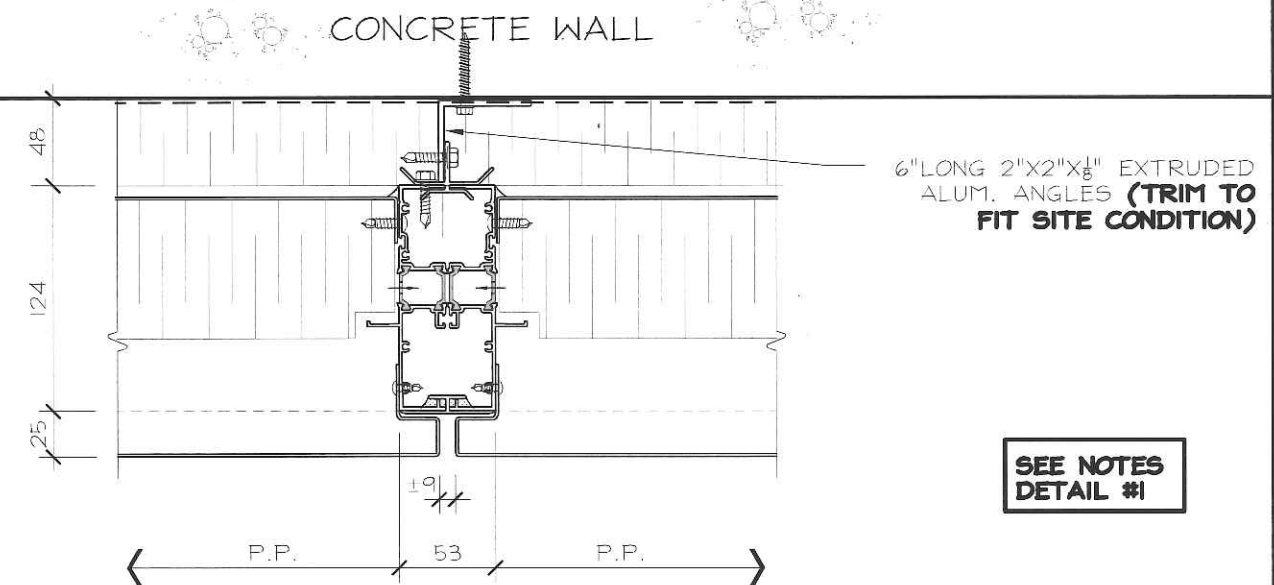 CONCRETE WALL
48
6"LONG 2"X2"X1/8" EXTRUDED
ALUM. ANGLES (TRIM TO
FIT SITE CONDITION)
124
25
SEE NOTES
DETAIL #1
±9
P.P.
53
P.P.